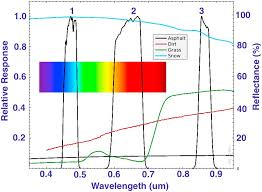 1 2 3
1.0
0.8
0.6
0.4
0.2
100
80
60
40
20
0
Relative Response
Reflectance (%)
Asphalt
Dirt
Grass
Snow
0.4 0.5 0.6 0.7 0.8 0.9
Wavelength (um)